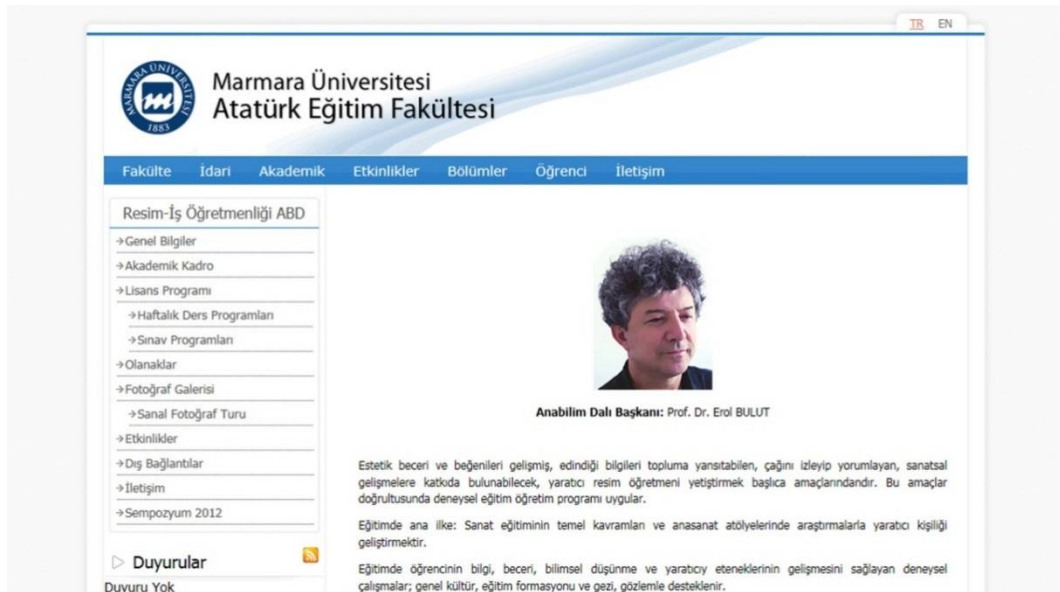 TR EN
MARMARA ÜNİVERSİTESİ
m
1883
Marmara Üniversitesi
Atatürk Eğitim Fakültesi
Fakülte İdari Akademik Etkinlikler Bölümler Öğrenci İletişim
Resim-İş Öğretmenliği ABD
Genel Bilgiler
Akademik Kadro
Lisans Programı
Haftalık Ders Programları
Sınav Programları
Olanaklar
Fotoğraf Galerisi
Sanal Fotoğraf Turu
Etkinlikler
Dış Bağlantılar
İletişim
Sempozyum 2012
Duyurular
Duyuru Yok
Anabilim Dalı Başkanı: Prof. Dr. Erol BULUT
Estetik beceri ve beğenileri gelişmiş, edindiği bilgileri topluma yansıtabilen, çağını izleyip yorumlayan, sanatsal
gelişmelere katkıda bulunabilecek, yaratıcı resim öğretmeni yetiştirmek başlıca amaçlarındandır. Bu amaçlar
doğrultusunda deneysel eğitim öğretim programı uygular.
Eğitimde ana ilke: Sanat eğitiminin temel kavramları ve anasanat atölyelerinde araştırmalarla yaratıcı kişiliği
geliştirmektir.
Eğitimde öğrencinin bilgi, beceri, bilimsel düşünme ve yaratıcıy eteneklerinin gelişmesini sağlayan deneysel
çalışmalar; genel kültür, eğitim formasyonu ve gezi, gözlemle desteklenir.